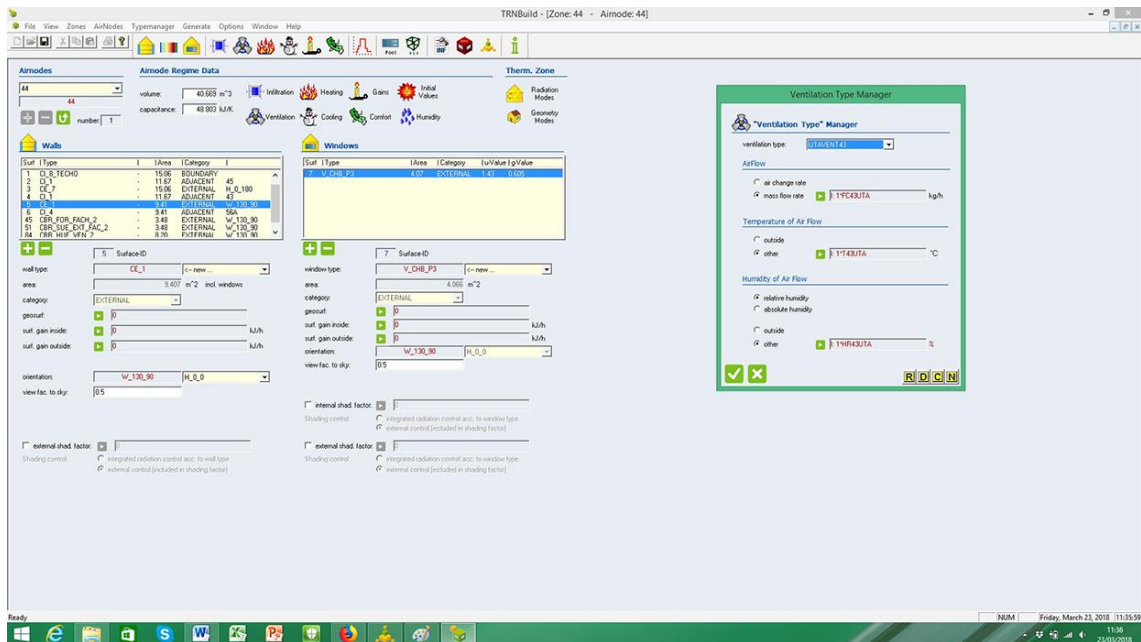 TRNBuild - [Zone: 44 - Airnode: 44]
File View Zones AirNodes Typemanager Generate Options Window Help
Airnodes
44
44
number: 1
Airnode Regime Data
volume: 40.669 m^3
capacitance: 48.803 kJ/K
Infiltration Heating Gains Initial Values
Ventilation Cooling Comfort Humidity
Therm. Zone
Radiation Modes
Geometry Modes
Walls
Surf Type Area Category
1 CI_8_TECHO - 15.06 BOUNDARY
2 CI_1 - 11.67 ADJACENT 45
3 CE_7 - 15.06 EXTERNAL H_0_180
4 CI_1 - 11.67 ADJACENT 43
5 CE_1 - 9.41 EXTERNAL W_130_90
6 CI_4 - 9.41 ADJACENT 56A
45 CBR_FOR_FACH_2 - 3.48 EXTERNAL W_130_90
51 CBR_SUE_EXT_FAC_2 - 3.48 EXTERNAL W_130_90
84 CBR_HUE_VEN_2 - 8.20 EXTERNAL W_130_90
5 Surface-ID
wall type: CE_1 <-- new ...
area: 9.407 m^2 incl. windows
category: EXTERNAL
geosurf: 0
surf. gain inside: 0 kJ/h
surf. gain outside: 0 kJ/h
orientation: W_130_90 H_0_0
view fac. to sky: 0.5
external shad. factor: 0
Shading control: integrated radiation control acc. to wall type
external control (included in shading factor)
Windows
Surf Type Area Category u-Value g-Value
7 V_CHB_P3 4.07 EXTERNAL 1.43 0.605
7 Surface-ID
window type: V_CHB_P3 <-- new ...
area: 4.066 m^2
category: EXTERNAL
geosurf: 0
surf. gain inside: 0 kJ/h
surf. gain outside: 0 kJ/h
orientation: W_130_90 H_0_0
view fac. to sky: 0.5
internal shad. factor: 0
Shading control: integrated radiation control acc. to window type
external control (included in shading factor)
external shad. factor 0
Shading control: integrated radiation control acc. to window type
external control (included in shading factor)
Ventilation Type Manager
"Ventilation Type" Manager
ventilation type: UTAVENT43
AirFlow
air change rate
mass flow rate I: 1*FC43UTA kg/h
Temperature of Air Flow
outside
other I: 1*T43UTA °C
Humidity of Air Flow
relative humidity
absolute humidity
outside
other I: 1*HR43UTA %
R D C N
Ready
NUM Friday, March 23, 2018
11:36
23/03/2018